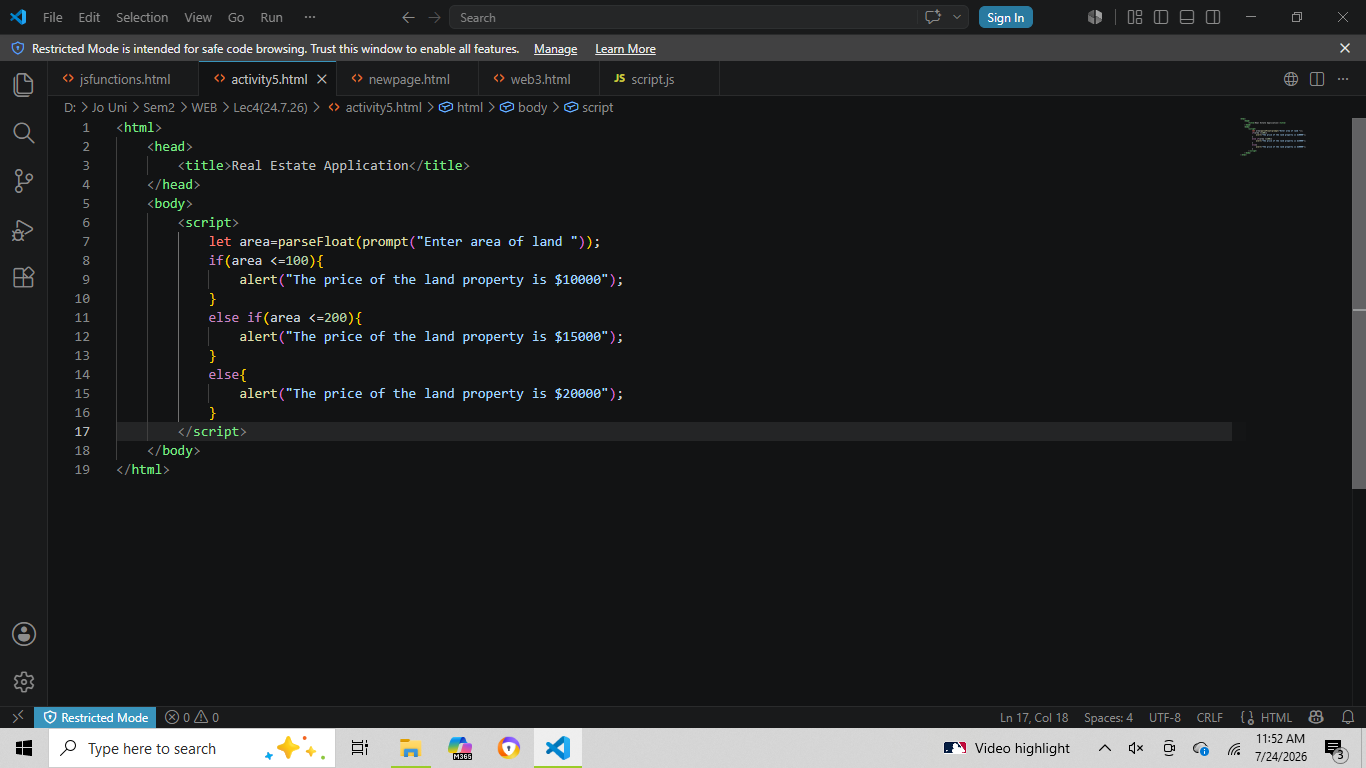 File Edit Selection View Go Run ··· Search Sign In
Restricted Mode is intended for safe code browsing. Trust this window to enable all features. Manage Learn More
<> jsfunctions.html <> activity5.html <> newpage.html <> web3.html JS script.js
D: > Jo Uni > Sem2 > WEB > Lec4(24.7.26) > <> activity5.html > html > body > script
1 <html>
2 <head>
3 <title>Real Estate Application</title>
4 </head>
5 <body>
6 <script>
7 let area=parseFloat(prompt("Enter area of land "));
8 if(area <=100){
9 alert("The price of the land property is $10000");
10 }
11 else if(area <=200){
12 alert("The price of the land property is $15000");
13 }
14 else{
15 alert("The price of the land property is $20000");
16 }
17 </script>
18 </body>
19 </html>
Restricted Mode 0 0 Ln 17, Col 18 Spaces: 4 UTF-8 CRLF {} HTML
Type here to search M365 Video highlight 11:52 AM
7/24/2026 3